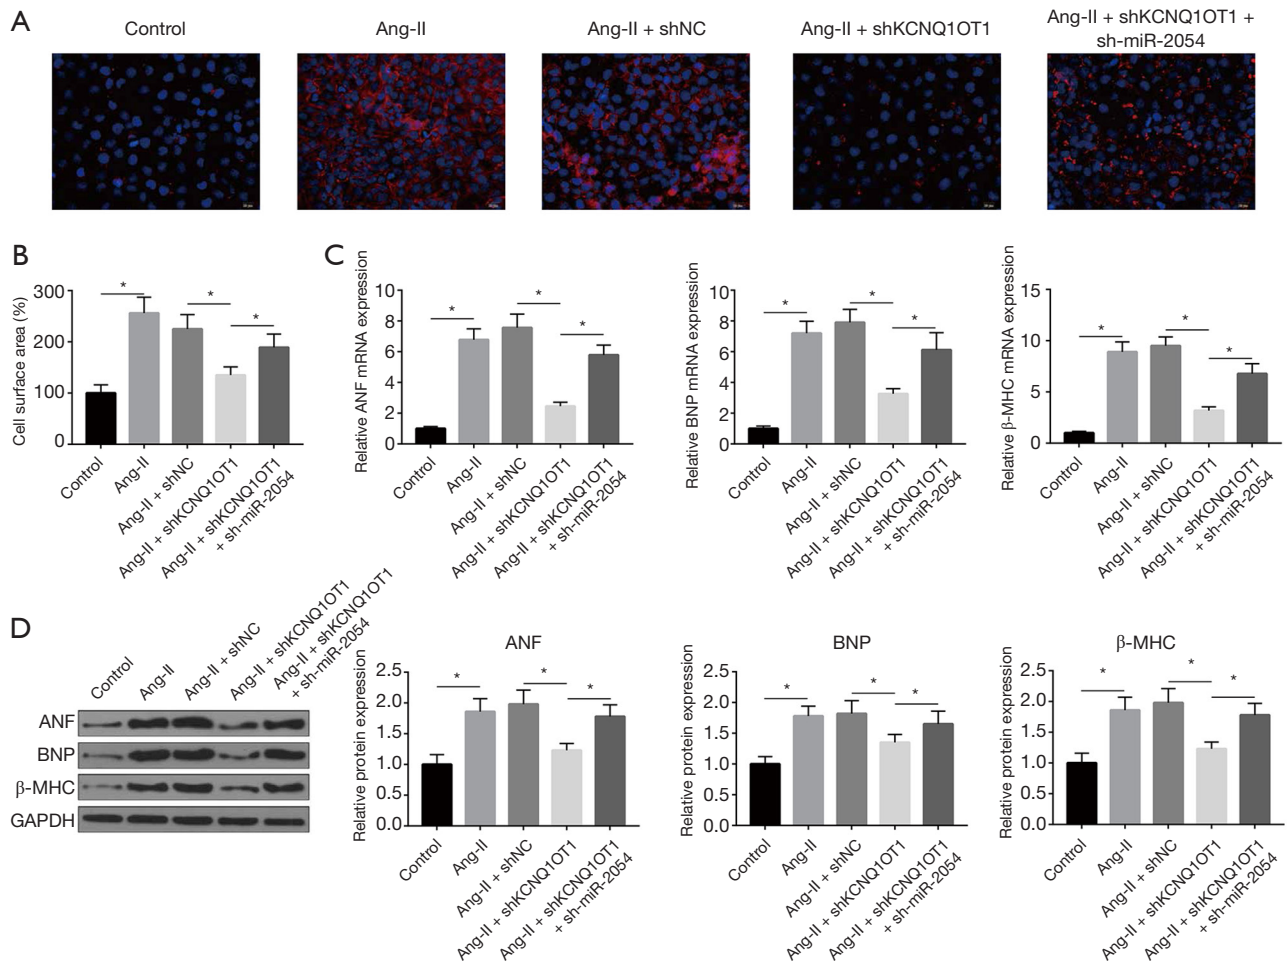 A
Control
Ang-II
Ang-II + shNC
Ang-II + shKCNQ1OT1
Ang-II + shKCNQ1OT1 +
sh-miR-2054
B
Cell surface area (%)
300
200
100
0
*
*
*
Control
Ang-II
Ang-II + shNC
Ang-II + shKCNQ1OT1
Ang-II + shKCNQ1OT1
+ sh-miR-2054
C
Relative ANF mRNA expression
10
8
6
4
2
0
*
*
*
Control
Ang-II
Ang-II + shNC
Ang-II + shKCNQ1OT1
Ang-II + shKCNQ1OT1
+ sh-miR-2054
Relative BNP mRNA expression
10
8
6
4
2
0
*
*
*
Control
Ang-II
Ang-II + shNC
Ang-II + shKCNQ1OT1
Ang-II + shKCNQ1OT1
+ sh-miR-2054
Relative β-MHC mRNA expression
15
10
5
0
*
*
*
Control
Ang-II
Ang-II + shNC
Ang-II + shKCNQ1OT1
Ang-II + shKCNQ1OT1
+ sh-miR-2054
D
Control
Ang-II
Ang-II + shNC
Ang-II + shKCNQ1OT1
Ang-II + shKCNQ1OT1
+ sh-miR-2054
ANF
BNP
β-MHC
GAPDH
ANF
Relative protein expression
2.5
2.0
1.5
1.0
0.5
0.0
*
*
*
Control
Ang-II
Ang-II + shNC
Ang-II + shKCNQ1OT1
Ang-II + shKCNQ1OT1
+ sh-miR-2054
BNP
Relative protein expression
2.5
2.0
1.5
1.0
0.5
0.0
*
*
*
Control
Ang-II
Ang-II + shNC
Ang-II + shKCNQ1OT1
Ang-II + shKCNQ1OT1
+ sh-miR-2054
β-MHC
Relative protein expression
2.5
2.0
1.5
1.0
0.5
0.0
*
*
*
Control
Ang-II
Ang-II + shNC
Ang-II + shKCNQ1OT1
Ang-II + shKCNQ1OT1
+ sh-miR-2054